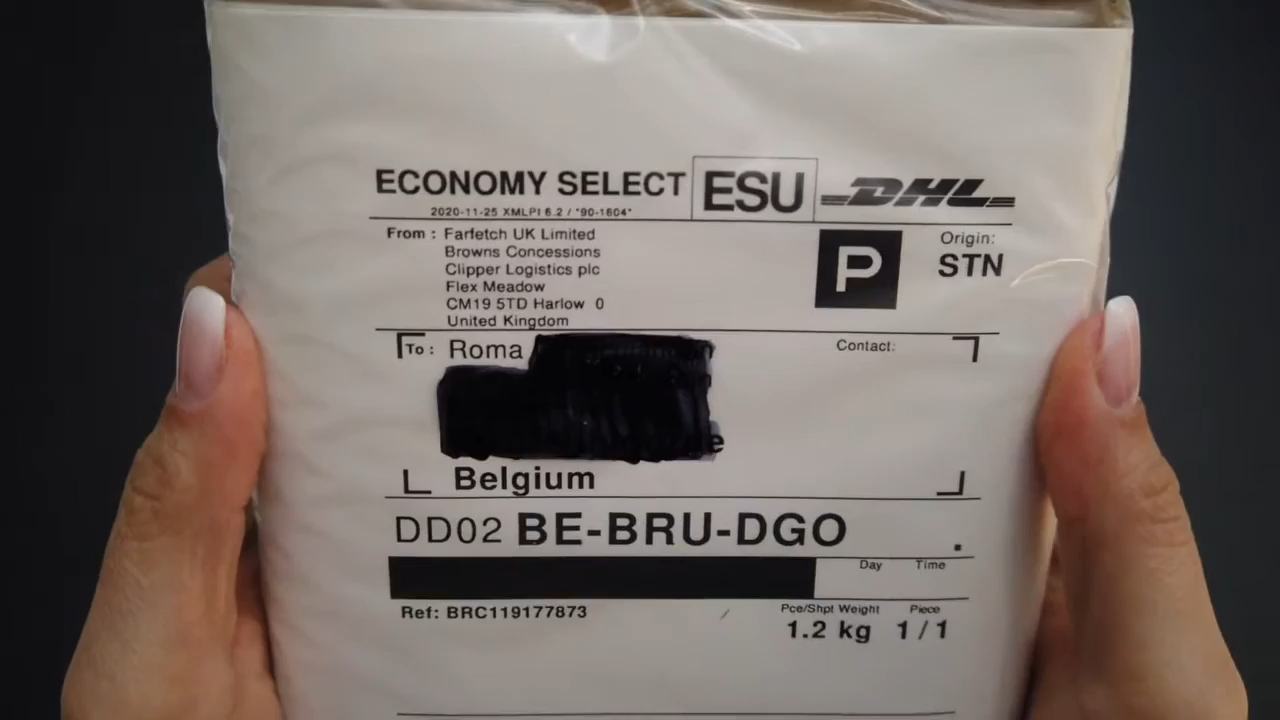 ECONOMY SELECT ESU DHL
2020-11-25 XMLPI 6.2 / *90-1604*
From : Farfetch UK Limited
Browns Concessions
Clipper Logistics plc
Flex Meadow
CM19 5TD Harlow 0
United Kingdom
P
Origin:
STN
To : Roma
Contact:
e
Belgium
DD02 BE-BRU-DGO
Day Time
Ref: BRC119177873
Pce/Shpt Weight Piece
1.2 kg 1/1